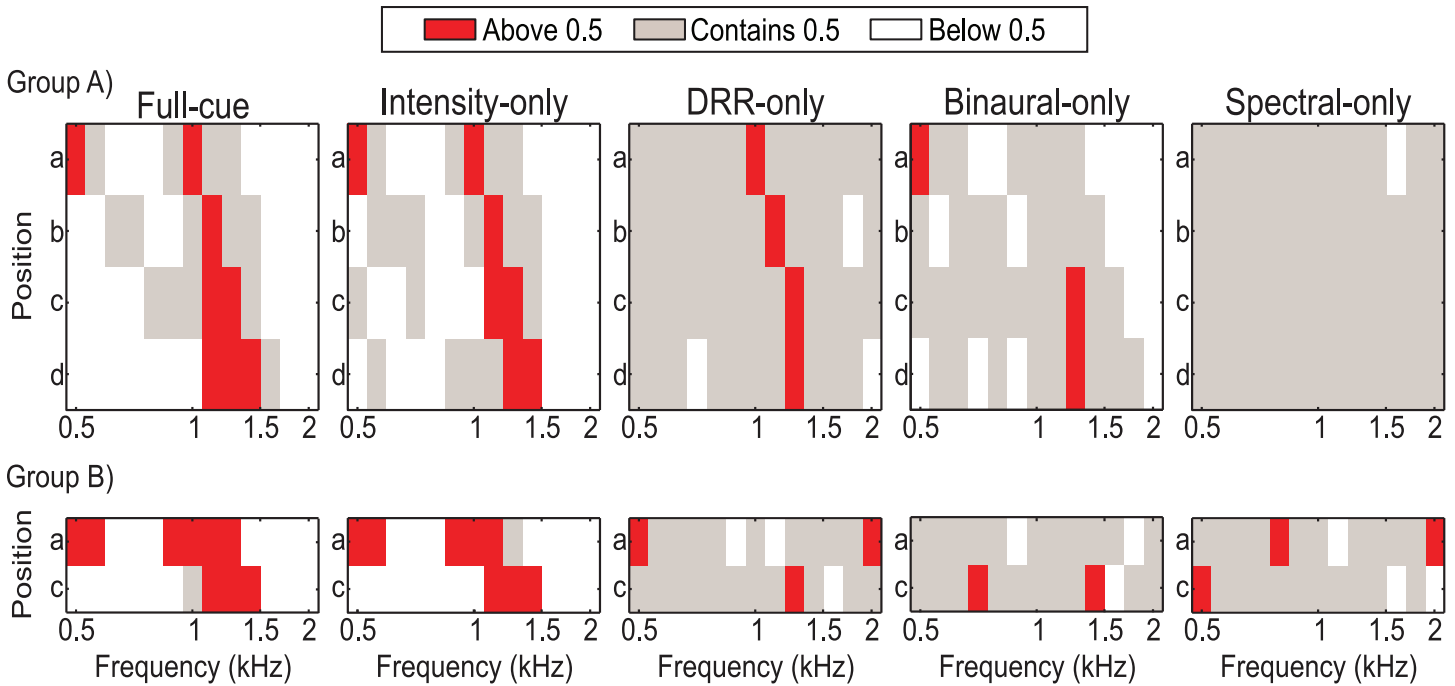 Above 0.5 Contains 0.5 Below 0.5
Group A)
Full-cue Intensity-only DRR-only Binaural-only Spectral-only
Position
a a a a a
b b b b b
c c c c c
d d d d d
0.5 1 1.5 2 0.5 1 1.5 2 0.5 1 1.5 2 0.5 1 1.5 2 0.5 1 1.5 2
Group B)
Position
a a a a a
c c c c c
0.5 1 1.5 2 0.5 1 1.5 2 0.5 1 1.5 2 0.5 1 1.5 2 0.5 1 1.5 2
Frequency (kHz) Frequency (kHz) Frequency (kHz) Frequency (kHz) Frequency (kHz)